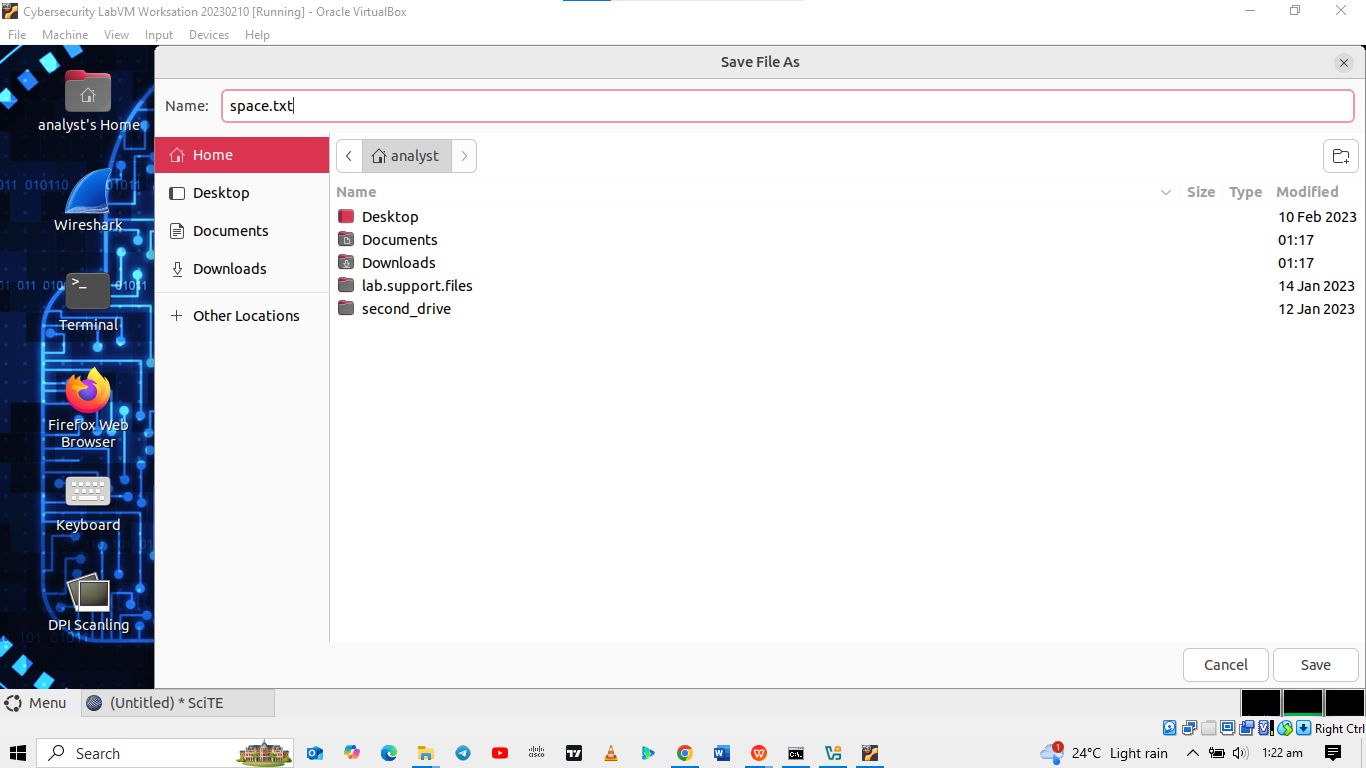 Cybersecurity LabVM Worksation 20230210 [Running] - Oracle VirtualBox
File Machine View Input Devices Help
Save File As
Name: space.txt
analyst's Home
Wireshark
Terminal
Firefox Web
Browser
Keyboard
DPI Scanling
Home
Desktop
Documents
Downloads
Other Locations
analyst
Name Size Type Modified
Desktop 10 Feb 2023
Documents 01:17
Downloads 01:17
lab.support.files 14 Jan 2023
second_drive 12 Jan 2023
Cancel Save
Menu (Untitled) * SciTE
Right Ctrl
Search
1
24°C Light rain
1:22 am